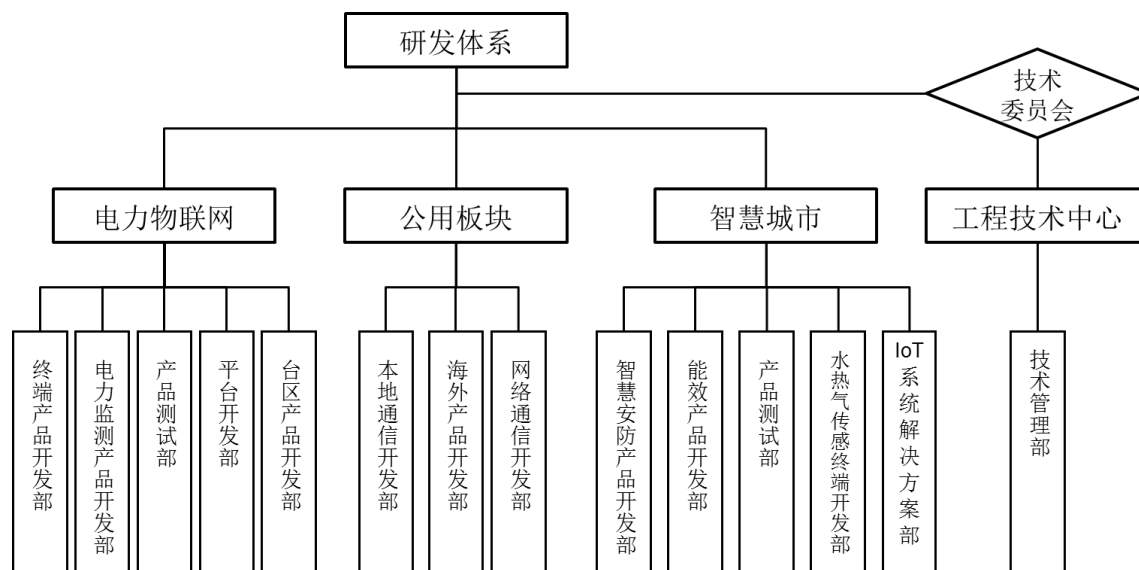 研发体系
技术
委员会
电力物联网
公用板块
智慧城市
工程技术中心
终端产品开发部
电力监测产品开发部
产品测试部
平台开发部
台区产品开发部
本地通信开发部
海外产品开发部
网络通信开发部
智慧安防产品开发部
能效产品开发部
产品测试部
水热气传感终端开发部
IoT系统解决方案部
技术管理部